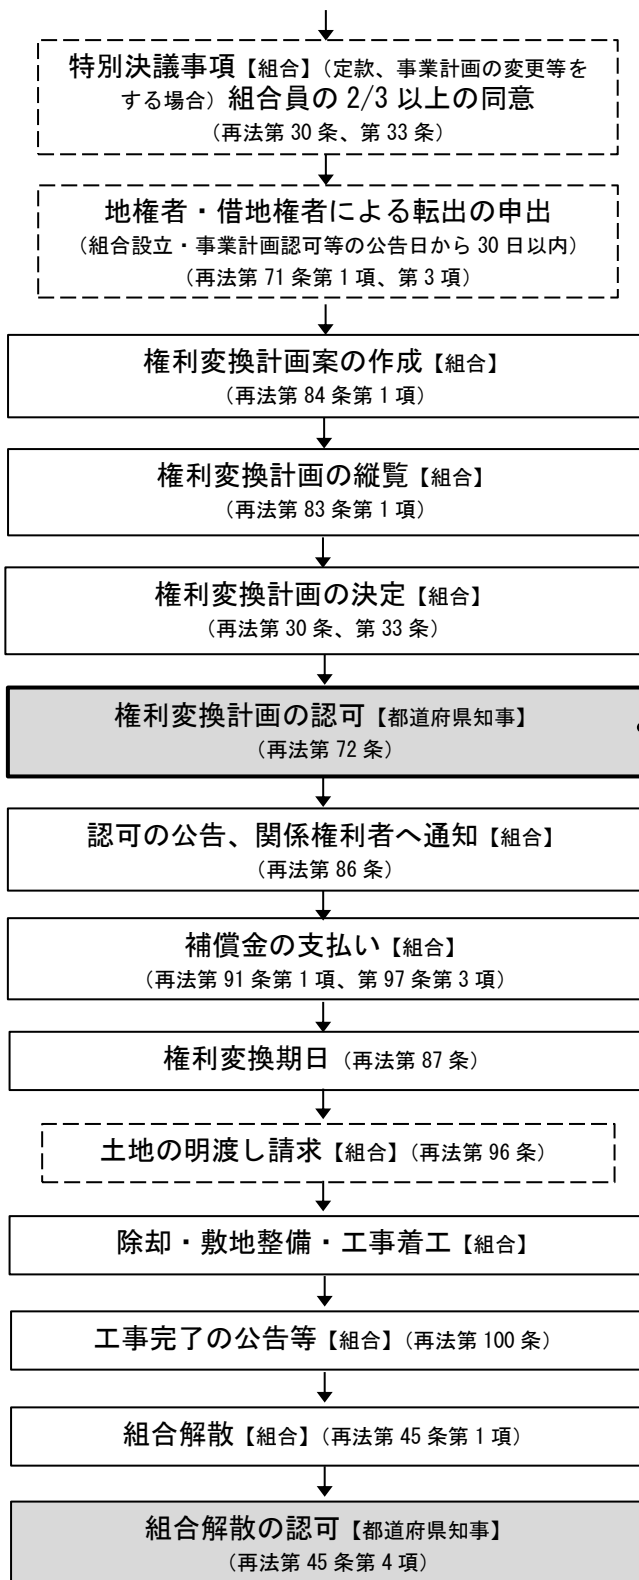 特別決議事項【組合】（定款、事業計画の変更等を
する場合）組合員の 2/3 以上の同意
（再法第 30 条、第 33 条）
地権者・借地権者による転出の申出
（組合設立・事業計画認可等の公告日から 30 日以内）
（再法第 71 条第 1 項、第 3 項）
権利変換計画案の作成【組合】
（再法第 84 条第 1 項）
権利変換計画の縦覧【組合】
（再法第 83 条第 1 項）
権利変換計画の決定【組合】
（再法第 30 条、第 33 条）
権利変換計画の認可【都道府県知事】
（再法第 72 条）
認可の公告、関係権利者へ通知【組合】
（再法第 86 条）
補償金の支払い【組合】
（再法第 91 条第 1 項、第 97 条第 3 項）
権利変換期日（再法第 87 条）
土地の明渡し請求【組合】（再法第 96 条）
除却・敷地整備・工事着工【組合】
工事完了の公告等【組合】（再法第 100 条）
組合解散【組合】（再法第 45 条第 1 項）
組合解散の認可【都道府県知事】
（再法第 45 条第 4 項）